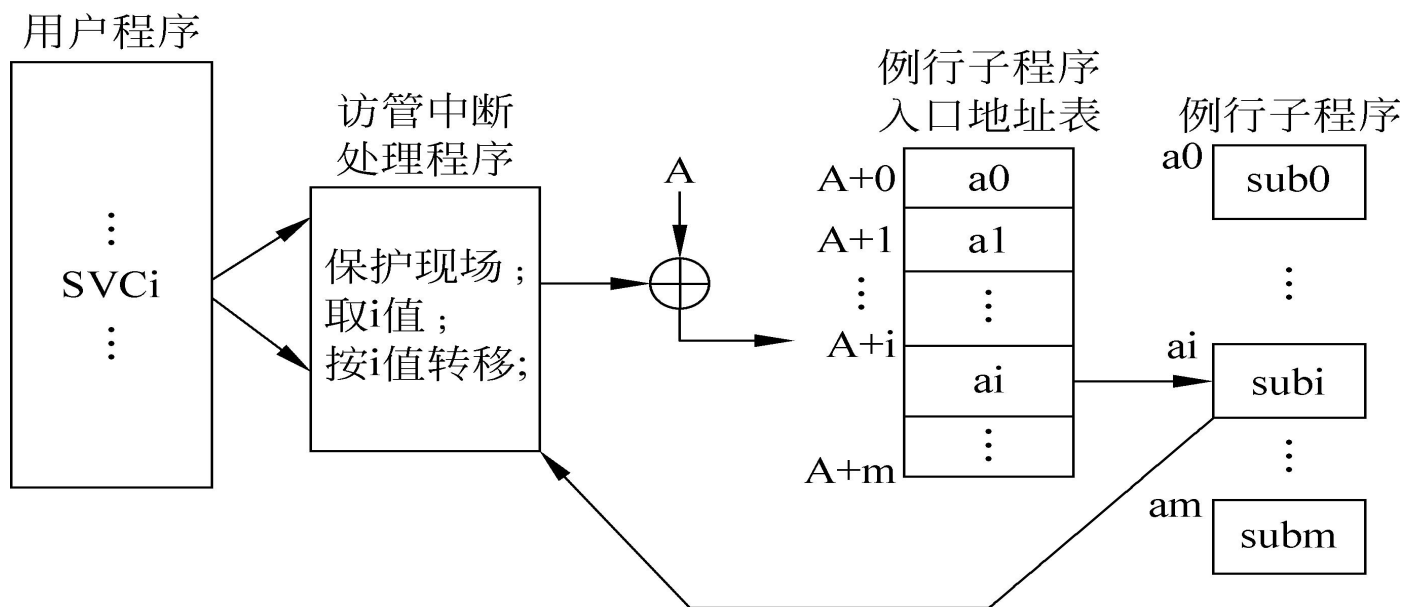 用户程序
⋮
SVCi
⋮
访管中断
处理程序
保护现场；
取i值；
按i值转移;
A
例行子程序
入口地址表
A+0
A+1
⋮
A+i
A+m
a0
a1
⋮
ai
⋮
例行子程序
a0
sub0
⋮
ai
subi
⋮
am
subm